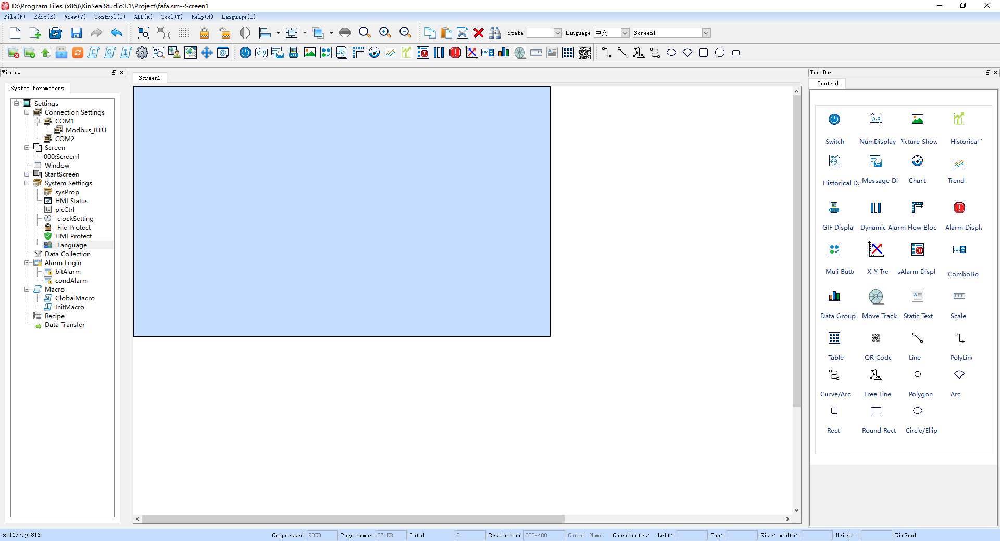 D:\Program Files (x86)\KinSealStudio3.1\Project\fafa.sm--Screen1
File(F) Edit(E) View(V) Control(C) ADD(A) Tool(T) Help(H) Language(L)
State Language 中文 Screen1
Window
System Parameters
Settings
Connection Settings
COM1
Modbus_RTU
COM2
Screen
000:Screen1
Window
StartScreen
System Settings
sysProp
HMI Status
plcCtrl
clockSetting
File Protect
HMI Protect
Language
Data Collection
Alarm Login
bitAlarm
condAlarm
Macro
GlobalMacro
InitMacro
Recipe
Data Transfer
Screen1
ToolBar
Control
Switch NumDisplay Picture Show Historical
Historical Da Message Di Chart Trend
GIF Display Dynamic Alarm Flow Bloc Alarm Displa
Muli Butto X-Y Tre sAlarm Displ ComboBo
Data Group Move Track Static Text Scale
Table QR Code Line PolyLine
Curve/Arc Free Line Polygon Arc
Rect Round Rect Circle/Ellip
x=1197,y=816 Compressed 93KB Page memor 271KB Total 0 Resolution 800*480 Contrl Name Coordinates: Left: Top: Size: Width: Height: KinSeal